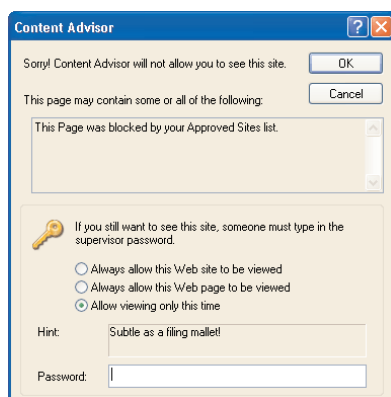 Content Advisor
Sorry! Content Advisor will not allow you to see this site.
OK
This page may contain some or all of the following:
Cancel
This Page was blocked by your Approved Sites list.
If you still want to see this site, someone must type in the
supervisor password.
Always allow this Web site to be viewed
Always allow this Web page to be viewed
Allow viewing only this time
Hint:
Subtle as a filing mallet!
Password: